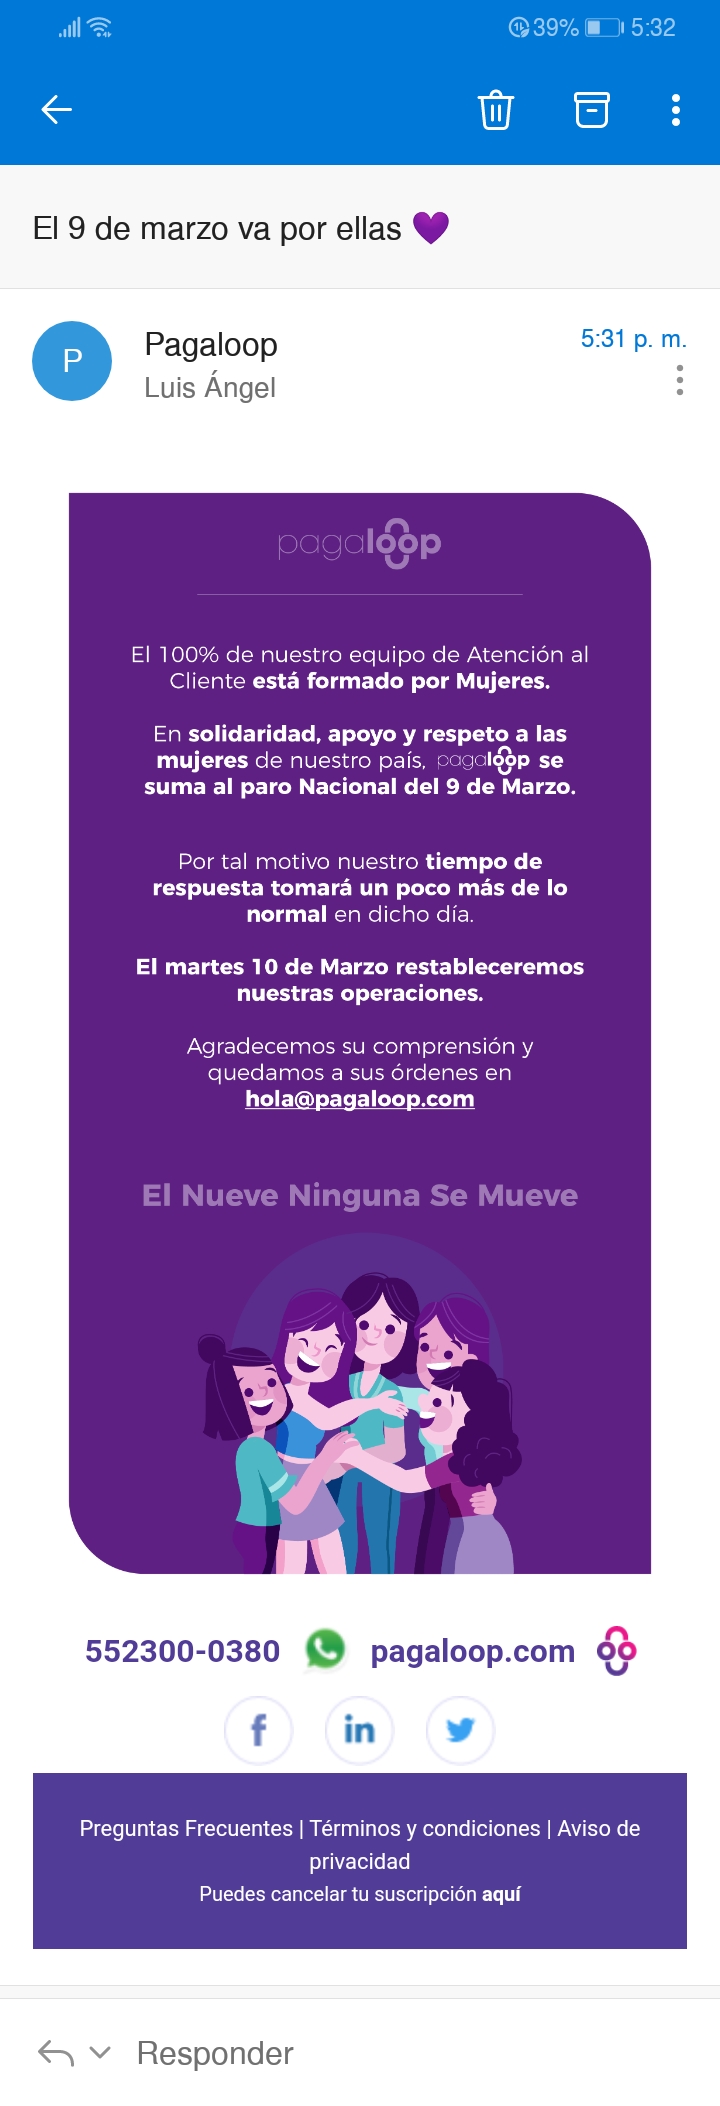 39% 5:32
El 9 de marzo va por ellas 💜
P
Pagaloop
5:31 p. m.
Luis Ángel
pagaloop
El 100% de nuestro equipo de Atención al
Cliente está formado por Mujeres.
En solidaridad, apoyo y respeto a las
mujeres de nuestro país, pagaloop se
suma al paro Nacional del 9 de Marzo.
Por tal motivo nuestro tiempo de
respuesta tomará un poco más de lo
normal en dicho día.
El martes 10 de Marzo restableceremos
nuestras operaciones.
Agradecemos su comprensión y
quedamos a sus órdenes en
hola@pagaloop.com
El Nueve Ninguna Se Mueve
552300-0380 pagaloop.com
f in
Preguntas Frecuentes | Términos y condiciones | Aviso de
privacidad
Puedes cancelar tu suscripción aquí
Responder